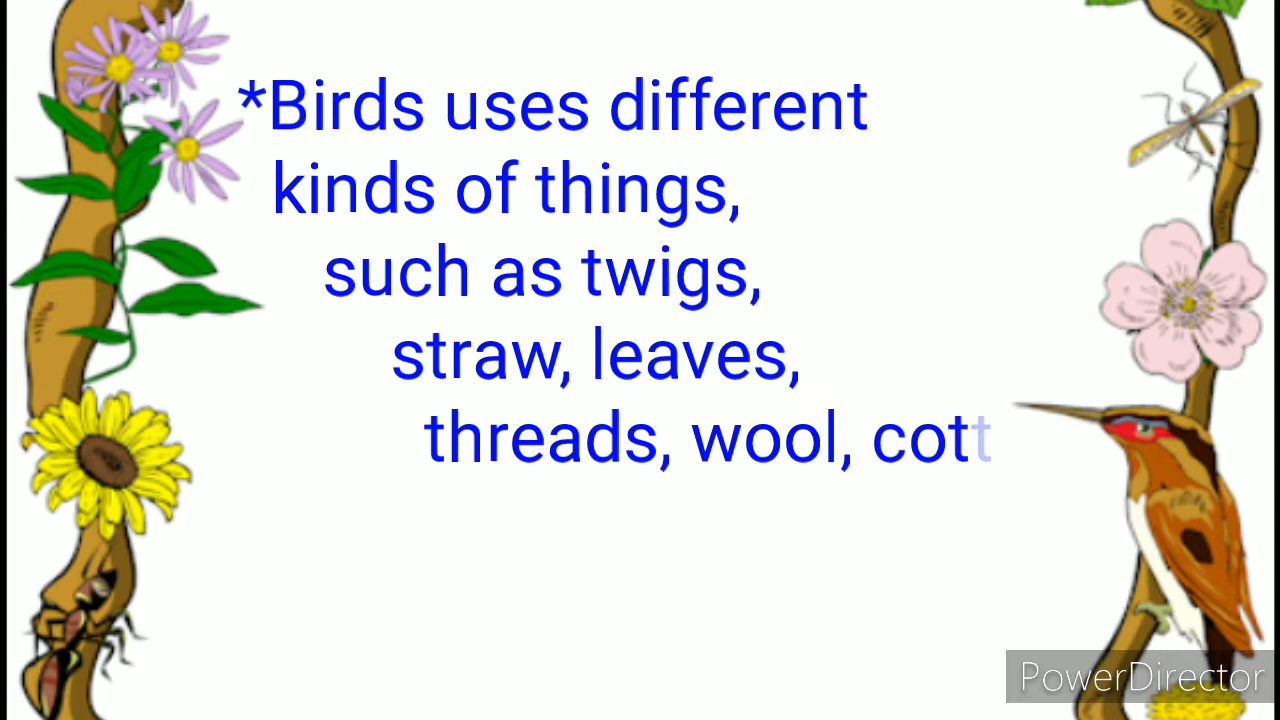 *Birds uses different
kinds of things,
such as twigs,
straw, leaves,
threads, wool, cott
PowerDirector